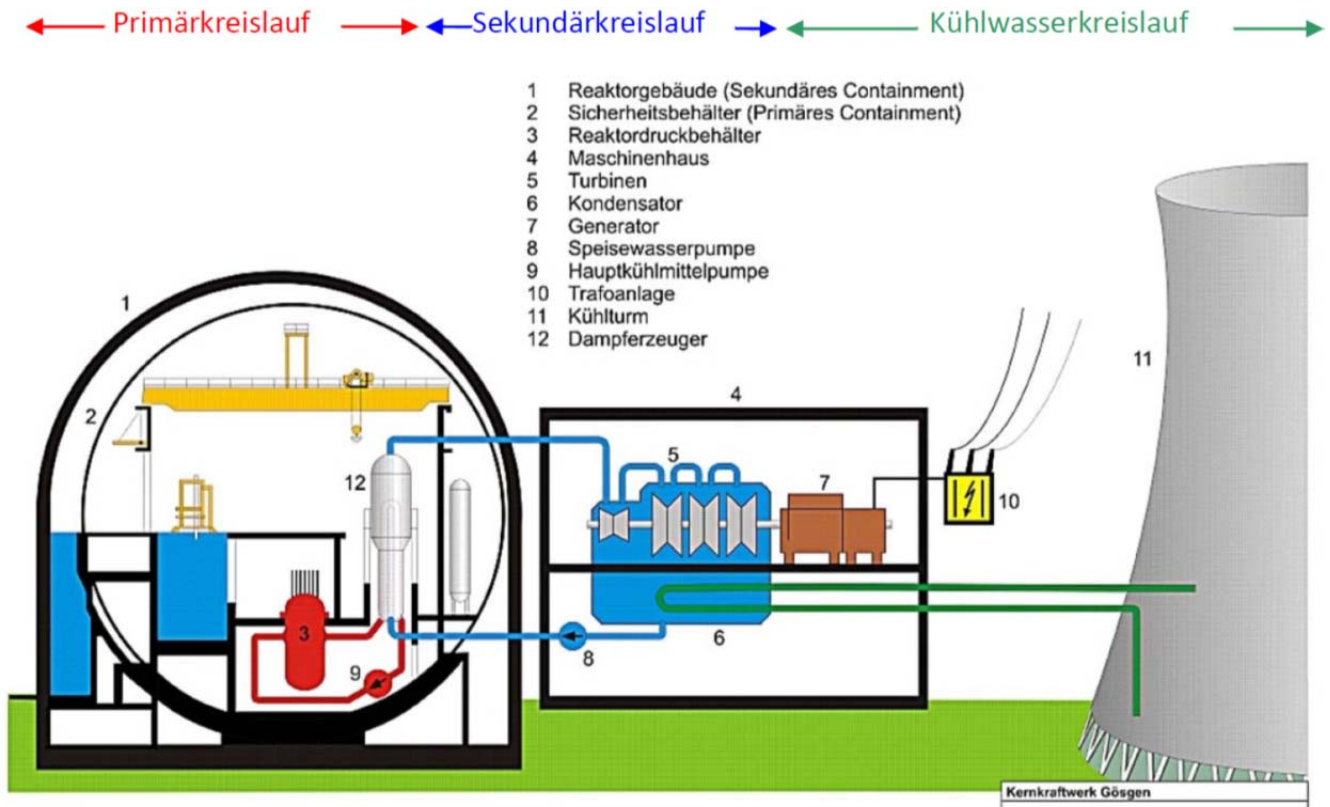 Primärkreislauf Sekundärkreislauf Kühlwasserkreislauf
1 Reaktorgebäude (Sekundäres Containment)
2 Sicherheitsbehälter (Primäres Containment)
3 Reaktordruckbehälter
4 Maschinenhaus
5 Turbinen
6 Kondensator
7 Generator
8 Speisewasserpumpe
9 Hauptkühlmittelpumpe
10 Trafoanlage
11 Kühlturm
12 Dampferzeuger
1
11
4
2
5
12
7
10
3
9
8
6
Kernkraftwerk Gösgen